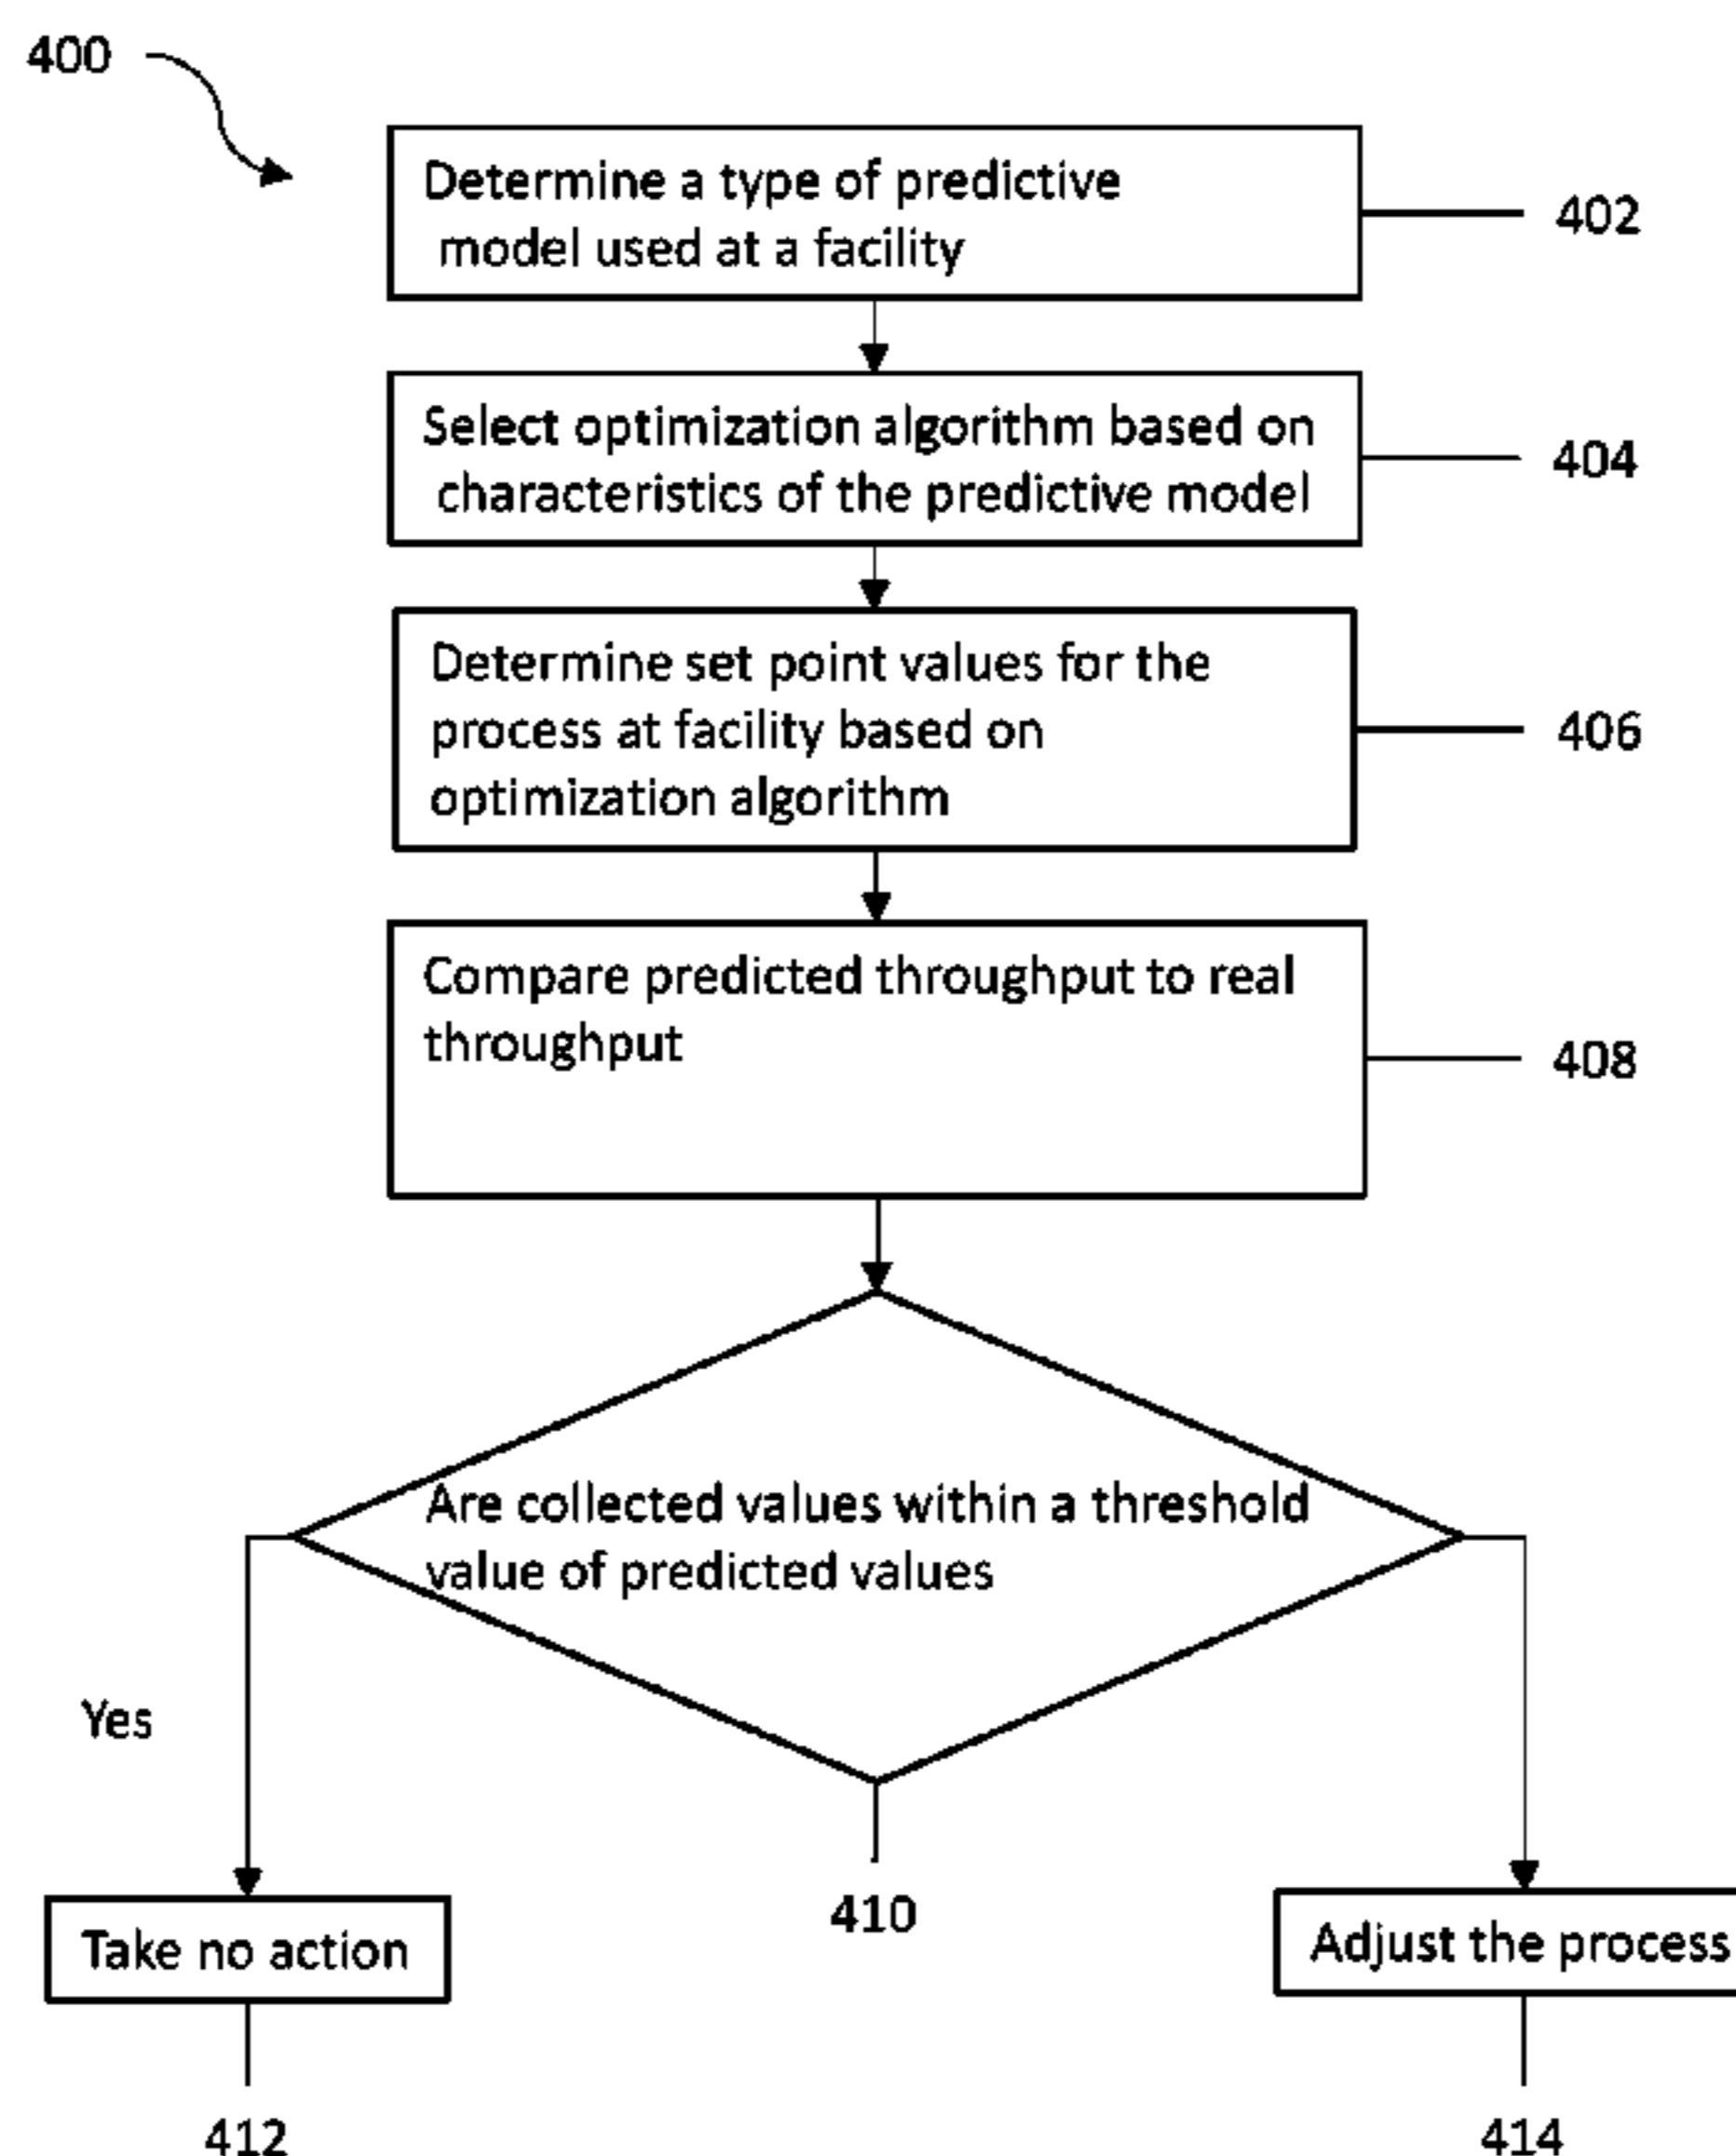 400
Determine a type of predictive
model used at a facility
402
Select optimization algorithm based on
characteristics of the predictive model
404
Determine set point values for the
process at facility based on
optimization algorithm
406
Compare predicted throughput to real
throughput
408
Are collected values within a threshold
value of predicted values
Yes
410
Take no action
Adjust the process
412
414